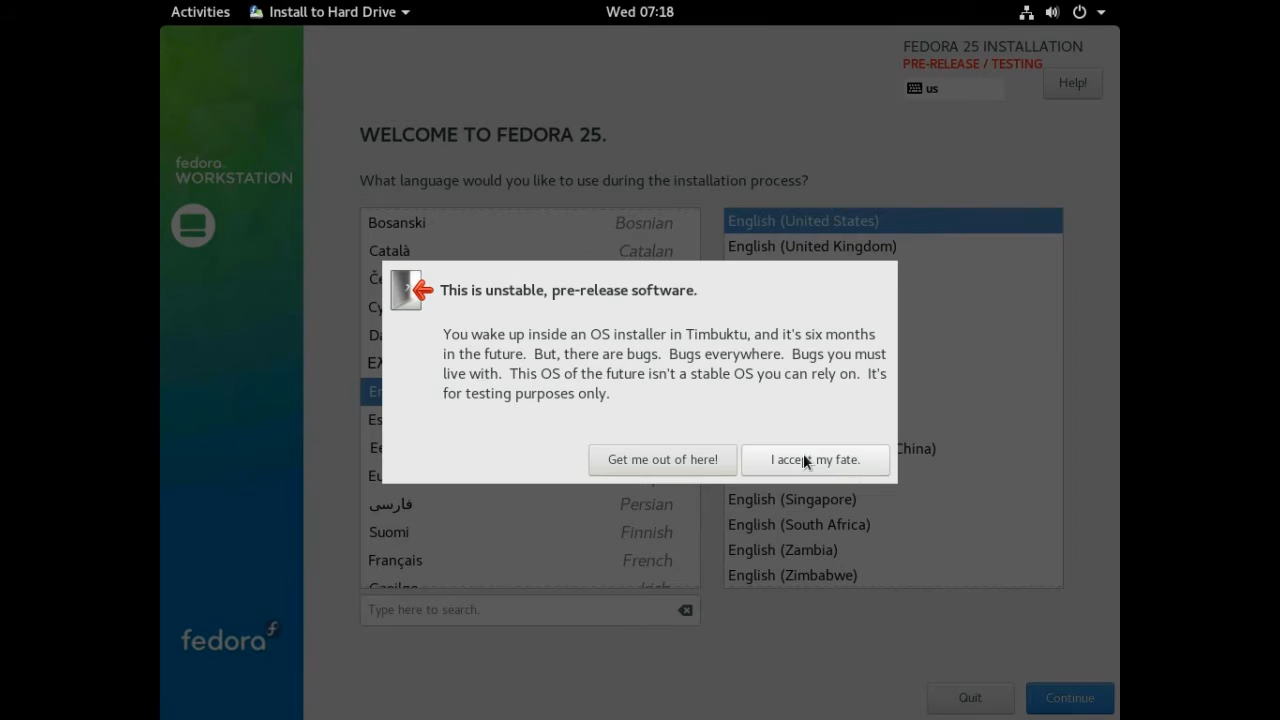 Activities
Install to Hard Drive
Wed 07:18
FEDORA 25 INSTALLATION
PRE-RELEASE / TESTING
us
Help!
fedora
WORKSTATION
WELCOME TO FEDORA 25.
What language would you like to use during the installation process?
Bosanski Bosnian
Català Catalan
English (United States)
English (United Kingdom)
This is unstable, pre-release software.
You wake up inside an OS installer in Timbuktu, and it's six months
in the future. But, there are bugs. Bugs everywhere. Bugs you must
live with. This OS of the future isn't a stable OS you can rely on. It's
for testing purposes only.
Get me out of here!
I accept my fate.
China)
فارسی Persian
Suomi Finnish
Français French
English (Singapore)
English (South Africa)
English (Zambia)
English (Zimbabwe)
Type here to search.
fedora
Quit
Continue